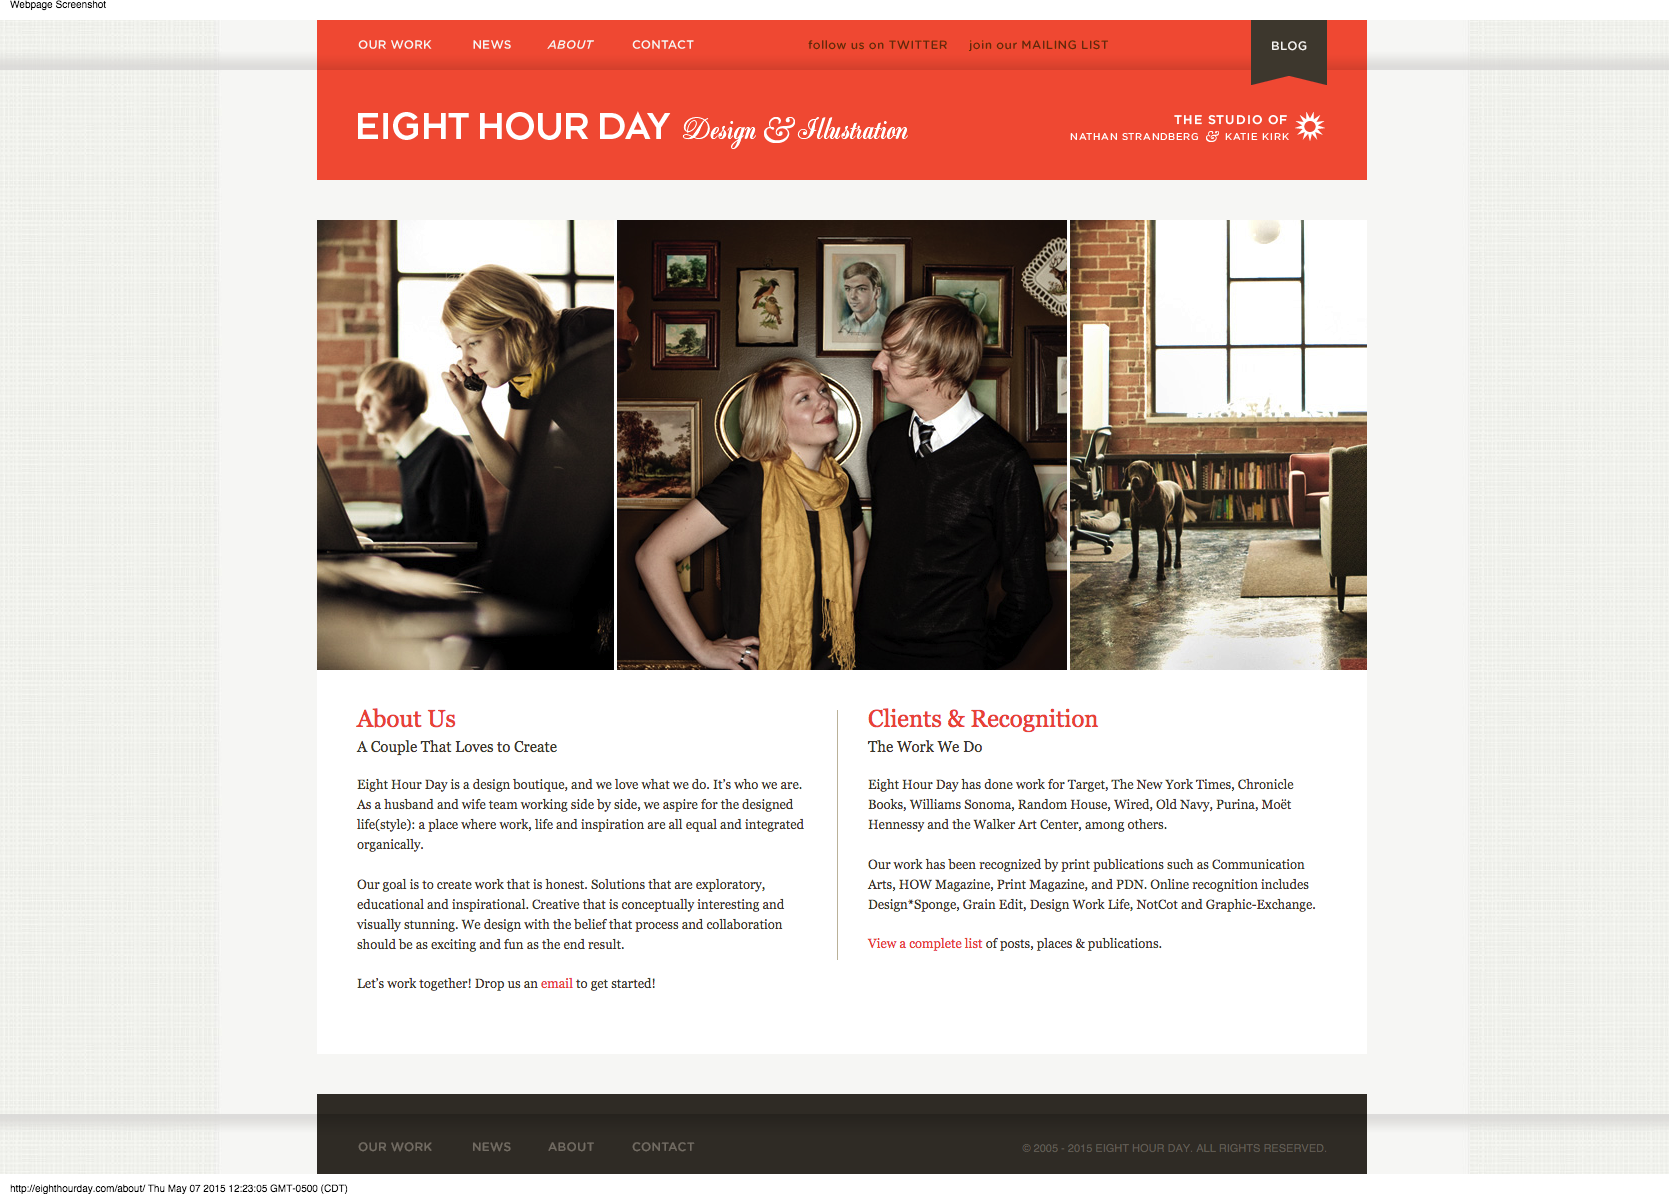 Webpage Screenshot
OUR WORK NEWS ABOUT CONTACT follow us on TWITTER join our MAILING LIST BLOG
EIGHT HOUR DAY Design & Illustration
THE STUDIO OF
NATHAN STRANDBERG & KATIE KIRK
About Us
A Couple That Loves to Create
Eight Hour Day is a design boutique, and we love what we do. It’s who we are.
As a husband and wife team working side by side, we aspire for the designed
life(style): a place where work, life and inspiration are all equal and integrated
organically.
Our goal is to create work that is honest. Solutions that are exploratory,
educational and inspirational. Creative that is conceptually interesting and
visually stunning. We design with the belief that process and collaboration
should be as exciting and fun as the end result.
Let’s work together! Drop us an email to get started!
Clients & Recognition
The Work We Do
Eight Hour Day has done work for Target, The New York Times, Chronicle
Books, Williams Sonoma, Random House, Wired, Old Navy, Purina, Moët
Hennessy and the Walker Art Center, among others.
Our work has been recognized by print publications such as Communication
Arts, HOW Magazine, Print Magazine, and PDN. Online recognition includes
Design*Sponge, Grain Edit, Design Work Life, NotCot and Graphic-Exchange.
View a complete list of posts, places & publications.
OUR WORK NEWS ABOUT CONTACT
© 2005 - 2015 EIGHT HOUR DAY. ALL RIGHTS RESERVED.
http://eighthourday.com/about/ Thu May 07 2015 12:23:05 GMT-0500 (CDT)